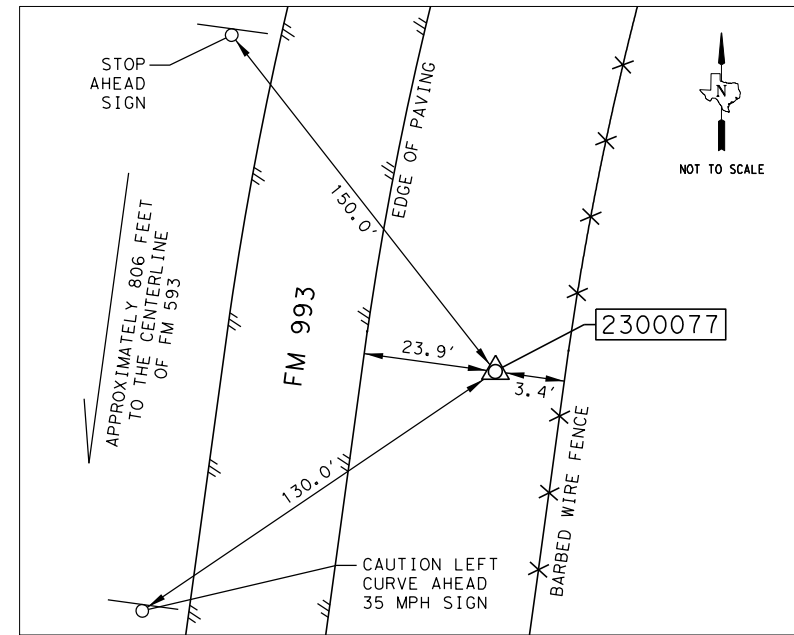 STOP
AHEAD
SIGN
150.0'
EDGE OF PAVING
N
NOT TO SCALE
APPROXIMATELY 806 FEET
TO THE CENTERLINE
OF FM 593
FM 993
23.9'
2300077
3.4'
130.0'
BARBED WIRE FENCE
CAUTION LEFT
CURVE AHEAD
35 MPH SIGN